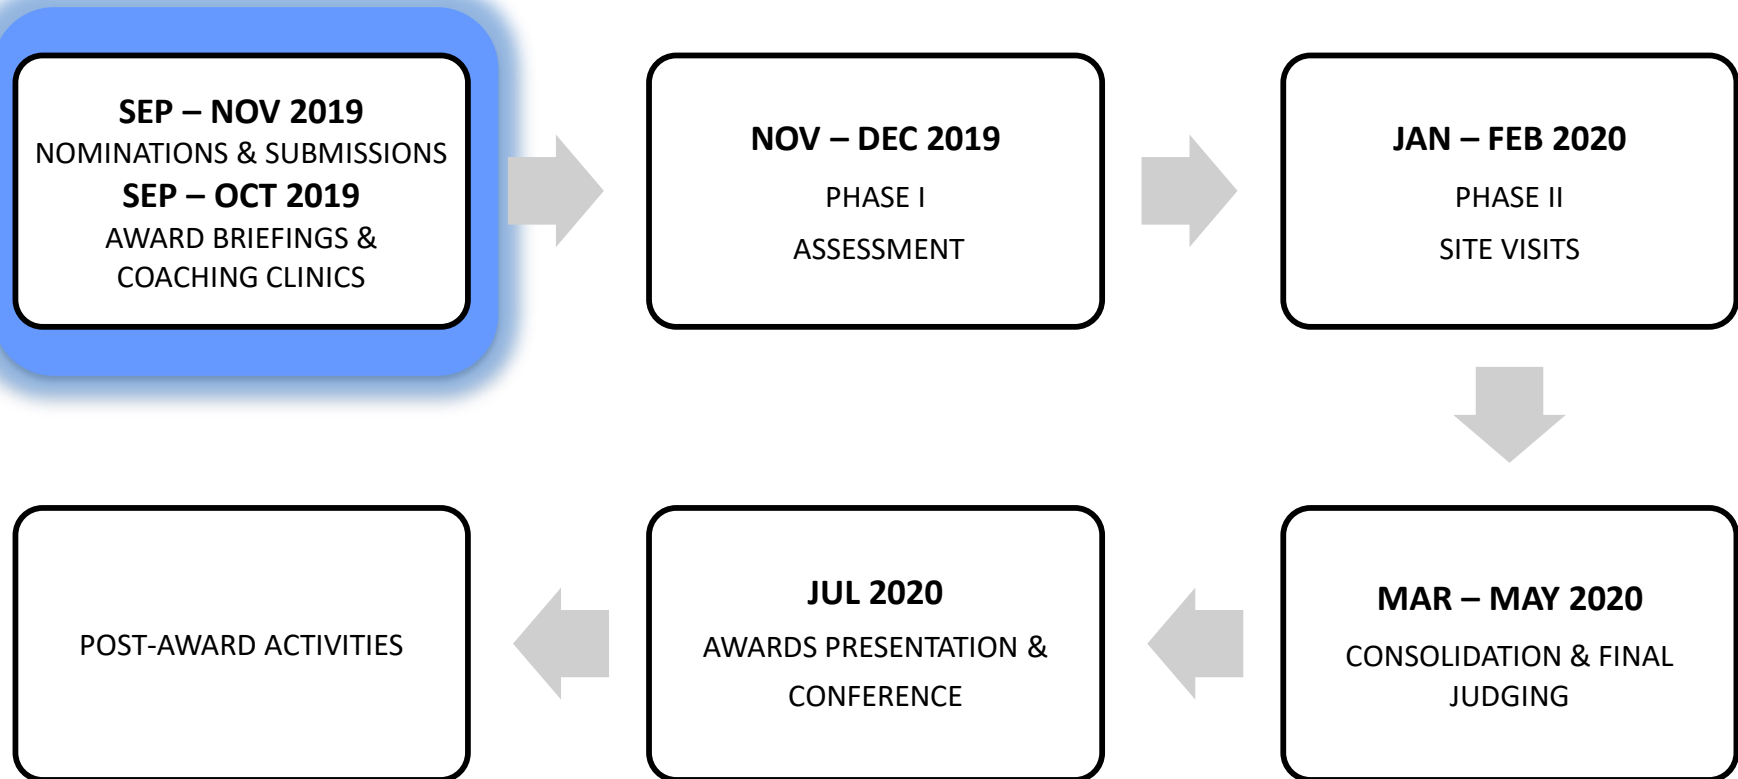 SEP – NOV 2019
NOMINATIONS & SUBMISSIONS
SEP – OCT 2019
AWARD BRIEFINGS &
COACHING CLINICS
NOV – DEC 2019
PHASE I
ASSESSMENT
JAN – FEB 2020
PHASE II
SITE VISITS
MAR – MAY 2020
CONSOLIDATION & FINAL
JUDGING
JUL 2020
AWARDS PRESENTATION &
CONFERENCE
POST-AWARD ACTIVITIES